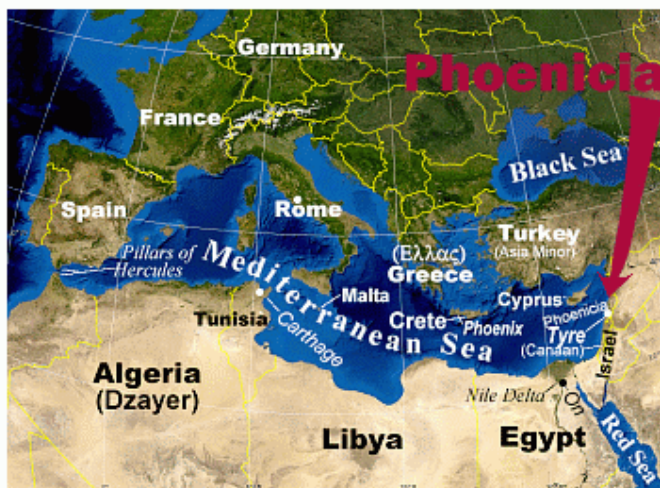 Germany
Phoenicia
France
Black Sea
Spain
Rome
Turkey
(Asia Minor)
(Ελλας)
Greece
Pillars of
Hercules
Mediterranean Sea
Malta
Cyprus
Phoenicia
Crete
Phoenix
Tyre
(Canaan)
Tunisia
Carthage
Israel
Algeria
(Dzayer)
Nile Delta
On
Libya
Egypt
Red Sea